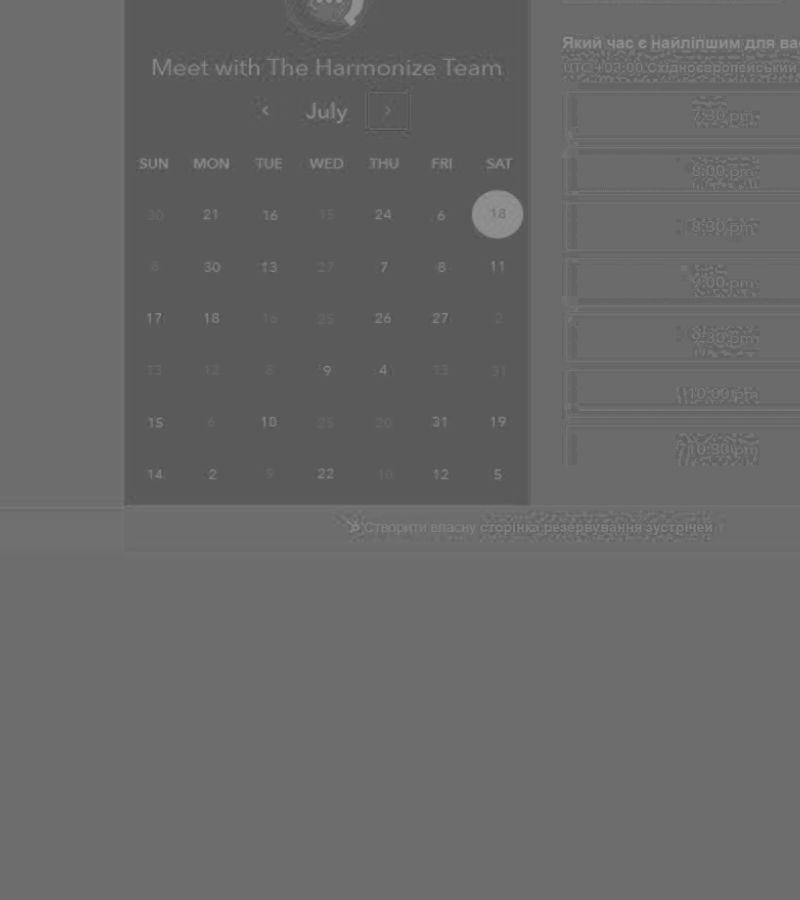 Meet with The Harmonize Team
‹ July ›
SUN MON TUE WED THU FRI SAT
30 21 16 15 24 6 18
8 30 13 27 7 8 11
17 18 16 25 26 27 2
13 12 8 9 4 13 31
15 6 10 25 20 31 19
14 2 9 22 10 12 5
Який час є найліпшим для
UTC +03:00 Східноєвропейський
7:30 pm
8:00 pm
8:30 pm
9:00 pm
9:30 pm
10:00 pm
10:30 pm
Створити власну сторінка резервування зустрічей